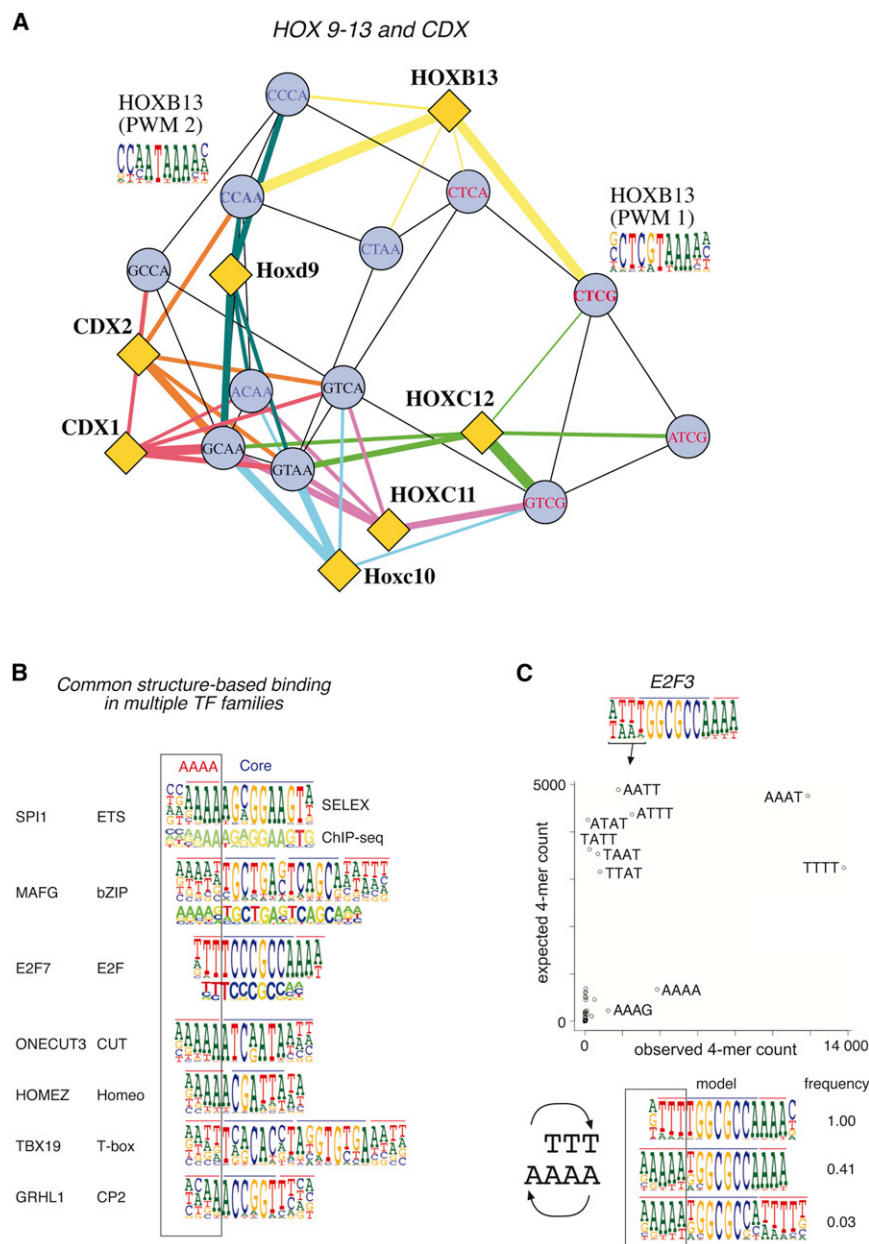 A
HOX 9-13 and CDX
HOXB13
CCCA
HOXB13
(PWM 2)
CCAA
CTCA
HOXB13
(PWM 1)
CTAA
GCCA
Hoxd9
CTCG
CDX2
ACAA
GTCA
HOXC12
CDX1
GCAA
ATCG
GTAA
HOXC11
GTCG
Hoxc10
B
Common structure-based binding
in multiple TF families
AAAA Core
SPI1 ETS SELEX
ChIP-seq
MAFG bZIP
E2F7 E2F
ONECUT3 CUT
HOMEZ Homeo
TBX19 T-box
GRHL1 CP2
C
E2F3
5000
AATT
AAAT
ATTT
ATAT
TATT
TAAT
TTAT
TTTT
AAAA
AAAG
0
expected 4-mer count
0 observed 4-mer count 14 000
model frequency
1.00
TTT
AAAA
0.41
0.03